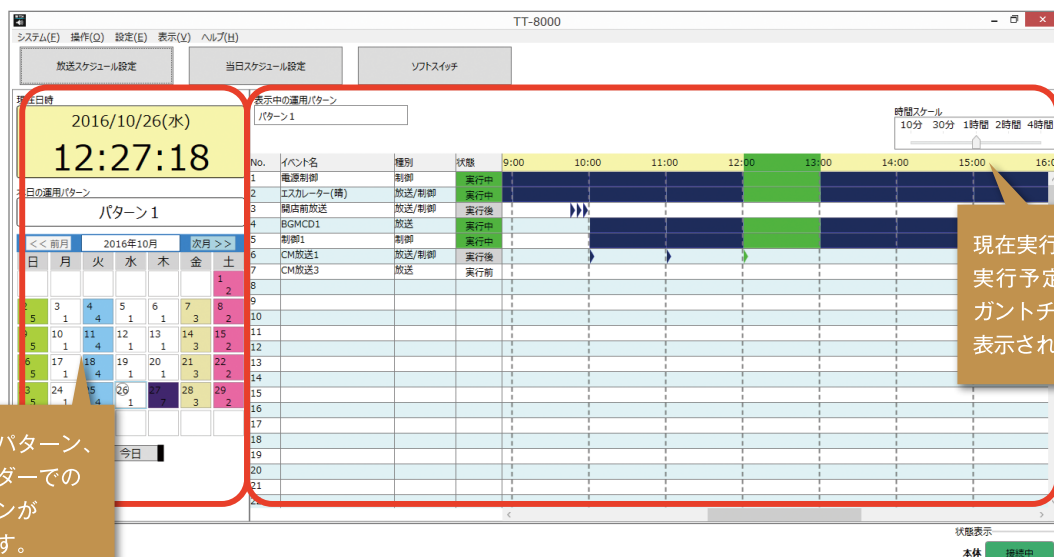 TT-8000
システム(F) 操作(O) 設定(E) 表示(V) ヘルプ(H)
放送スケジュール設定 当日スケジュール設定 ソフトスイッチ
現在日時
2016/10/26(水)
12:27:18
本日の運用パターン
パターン1
<< 前月 2016年10月 次月 >>
日 月 火 水 木 金 土
1
2
2 3 4 5 6 7 8
5 1 4 1 1 3 2
9 10 11 12 13 14 15
5 1 4 1 1 3 2
17 18 19 20 21 22
5 1 4 1 1 3 2
24 25 26 27 28 29
5 1 4 1 7 3 2
今日
パターン、
ダーでの
ンが
す。
表示中の運用パターン
パターン1
時間スケール
10分 30分 1時間 2時間 4時間
No. イベント名 種別 状態 9:00 10:00 11:00 12:00 13:00 14:00 15:00 16:0
1 電源制御 制御 実行中
2 エスカレーター(晴) 放送/制御 実行中
3 開店前放送 放送/制御 実行後
4 BGMCD1 放送 実行中
5 制御1 制御 実行中
6 CM放送1 放送/制御 実行後
7 CM放送3 放送 実行前
8
9
10
11
12
13
14
15
16
17
18
19
20
21
現在実行
実行予定
ガントチ
表示され
状態表示
本体 接続中